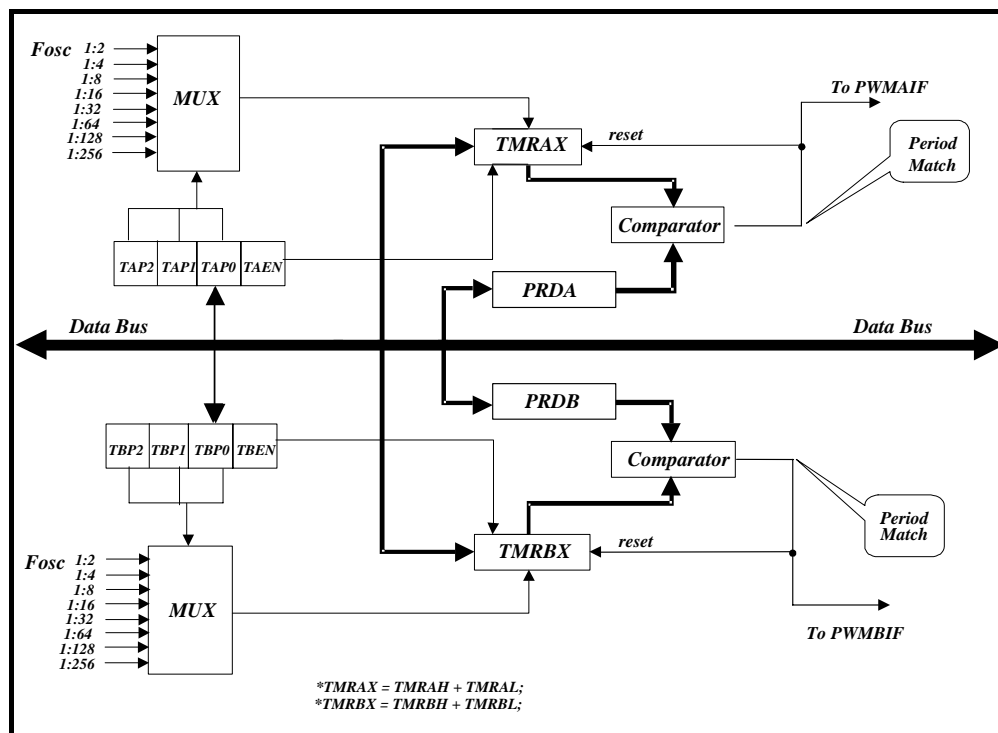 Fosc 1:2
1:4
1:8
1:16
1:32
1:64
1:128
1:256
MUX
To PWMAIF
TMRAX
reset
Period
Match
Comparator
TAP2 TAP1 TAP0 TAEN
PRDA
Data Bus
Data Bus
PRDB
TBP2 TBP1 TBP0 TBEN
Comparator
Period
Match
TMRBX
reset
Fosc 1:2
1:4
1:8
1:16
1:32
1:64
1:128
1:256
MUX
To PWMBIF
*TMRAX = TMRAH + TMRAL;
*TMRBX = TMRBH + TMRBL;